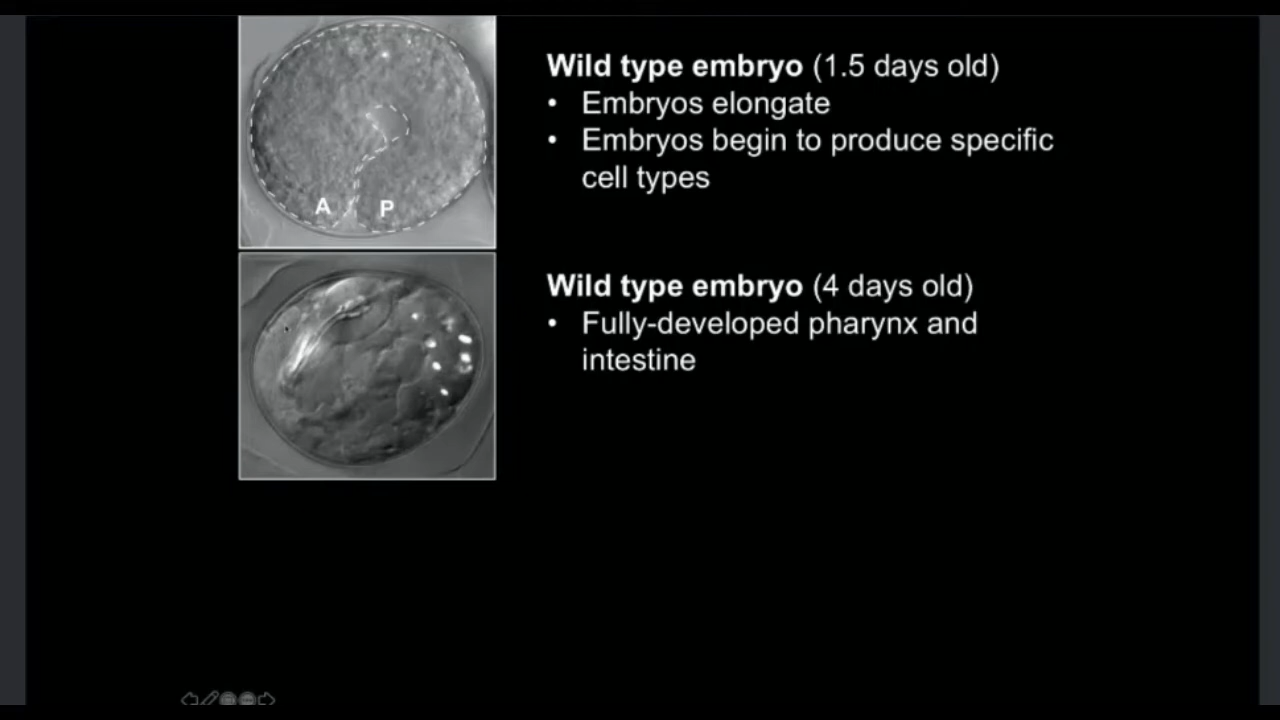 Wild type embryo (1.5 days old)
• Embryos elongate
• Embryos begin to produce specific
cell types
A P
Wild type embryo (4 days old)
• Fully-developed pharynx and
intestine